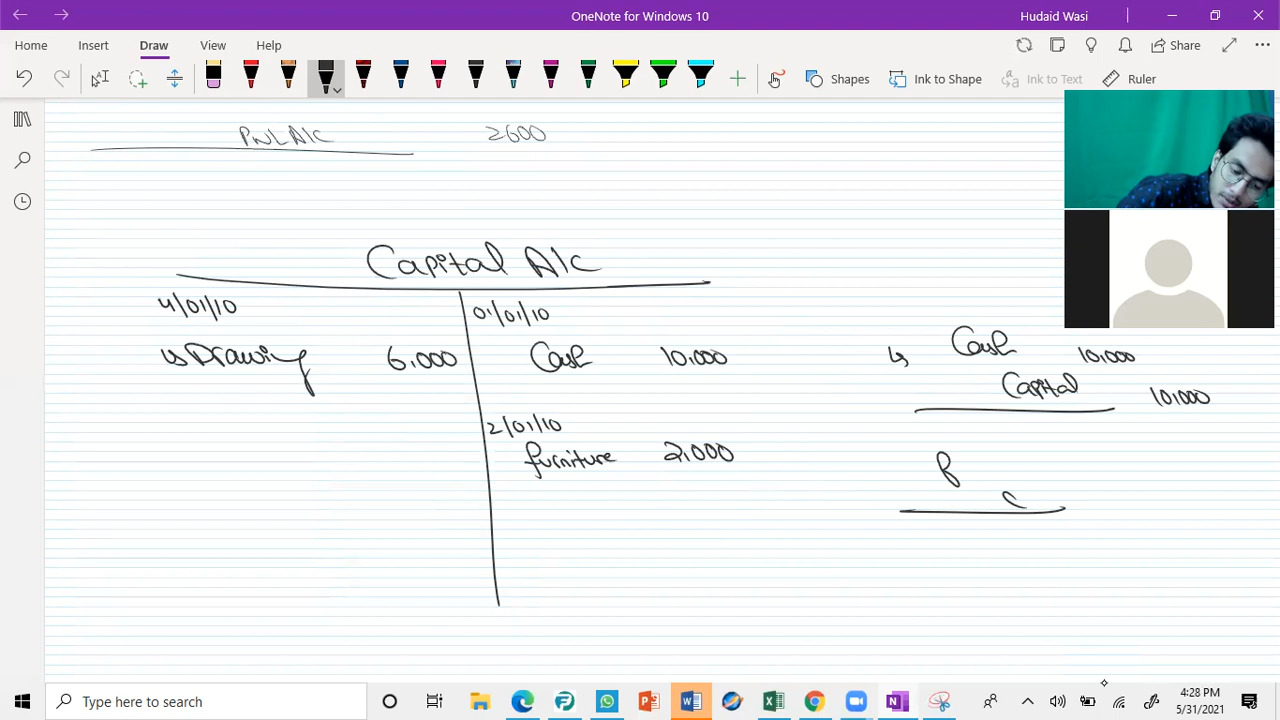 OneNote for Windows 10
Hudaid Wasi
Home Insert Draw View Help
Share
Shapes
Ink to Shape
Ink to Text
Ruler
PNL A/c 2600
Capital A/c
4/01/10
Drawing 6,000
01/01/10
Cash 10,000
2/01/10
furniture 2,000
Cash 10,000
Capital 10,000
f
C
Type here to search
4:28 PM
5/31/2021